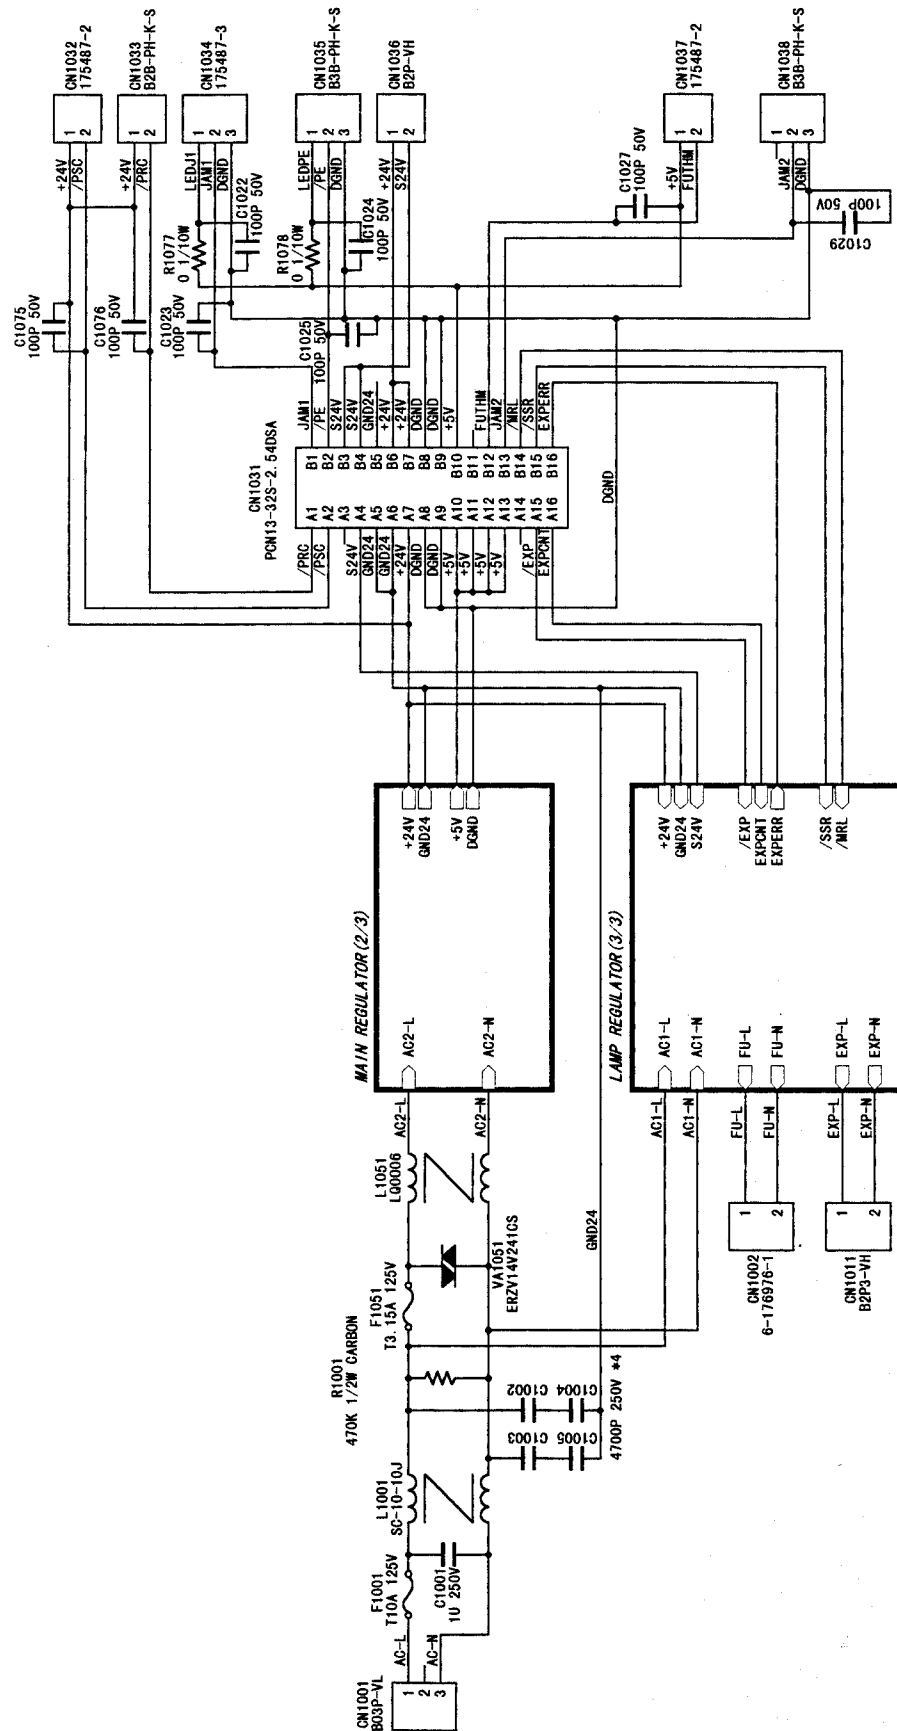 CN1032
175487-2
1
2
+24V
/PSC
CN1033
B2B-PH-K-S
1
2
+24V
/PRC
CN1034
175487-3
1
2
3
LEDJ1
JAM1
DGND
CN1035
B3B-PH-K-S
1
2
3
LEDPE
/PE
DGND
CN1036
B2P-VH
1
2
+24V
S24V
CN1037
175487-2
1
2
+5V
FUTHM
CN1038
B3B-PH-K-S
1
2
3
JAM2
DGND
C1075
100P 50V
C1076
100P 50V
C1023
100P 50V
R1077
0 1/10W
C1022
100P 50V
R1078
0 1/10W
C1024
100P 50V
C1025
100P 50V
C1027
100P 50V
C1029
100P 50V
CN1031
PCN13-32S-2.54DSA
JAM1
/PE
S24V
S24V
GND24
+24V
+24V
DGND
DGND
+5V
FUTHM
JAM2
/MRL
/SSR
EXPERR
B1
B2
B3
B4
B5
B6
B7
B8
B9
B10
B11
B12
B13
B14
B15
B16
A1
A2
A3
A4
A5
A6
A7
A8
A9
A10
A11
A12
A13
A14
A15
A16
/PRC
/PSC
S24V
GND24
GND24
+24V
DGND
DGND
+5V
+5V
+5V
+5V
/EXP
EXPCNT
DGND
MAIN REGULATOR(2/3)
+24V
GND24
+5V
DGND
AC2-L
AC2-N
LAMP REGULATOR(3/3)
+24V
GND24
S24V
/EXP
EXPCNT
EXPERR
/SSR
/MRL
AC1-L
AC1-N
FU-L
FU-N
EXP-L
EXP-N
AC2-L
AC2-N
AC1-L
AC1-N
FU-L
FU-N
EXP-L
EXP-N
L1051
LQ0006
VA1051
ERZV14V241CS
F1051
T3.15A 125V
R1001
470K 1/2W CARBON
GND24
C1002
C1004
C1003
C1005
4700P 250V *4
L1001
SC-10-10J
F1001
T10A 125V
C1001
1U 250V
AC-L
AC-N
CN1001
B03P-VL
1
2
3
CN1002
6-176976-1
1
2
CN1011
B2P3-VH
1
2